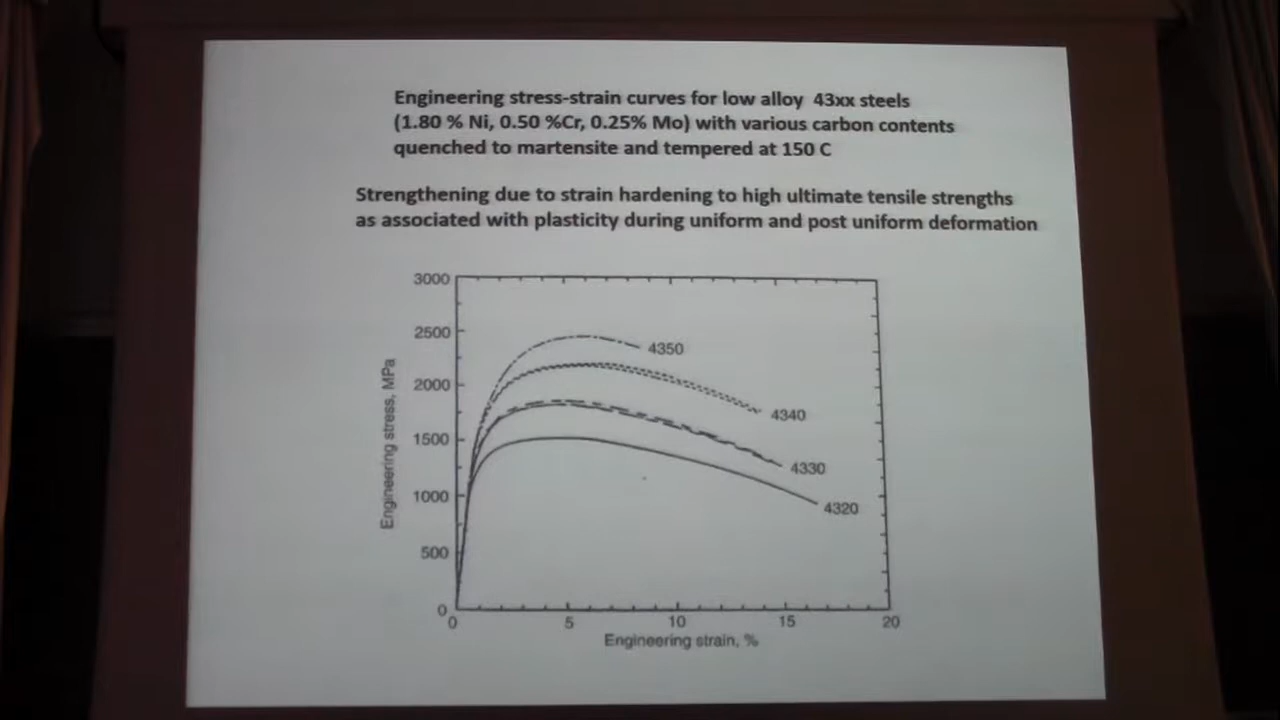 Engineering stress-strain curves for low alloy 43xx steels
(1.80 % Ni, 0.50 %Cr, 0.25% Mo) with various carbon contents
quenched to martensite and tempered at 150 C
Strengthening due to strain hardening to high ultimate tensile strengths
as associated with plasticity during uniform and post uniform deformation
3000
2500
2000
1500
1000
500
0
Engineering stress, MPa
4350
4340
4330
4320
0 5 10 15 20
Engineering strain, %